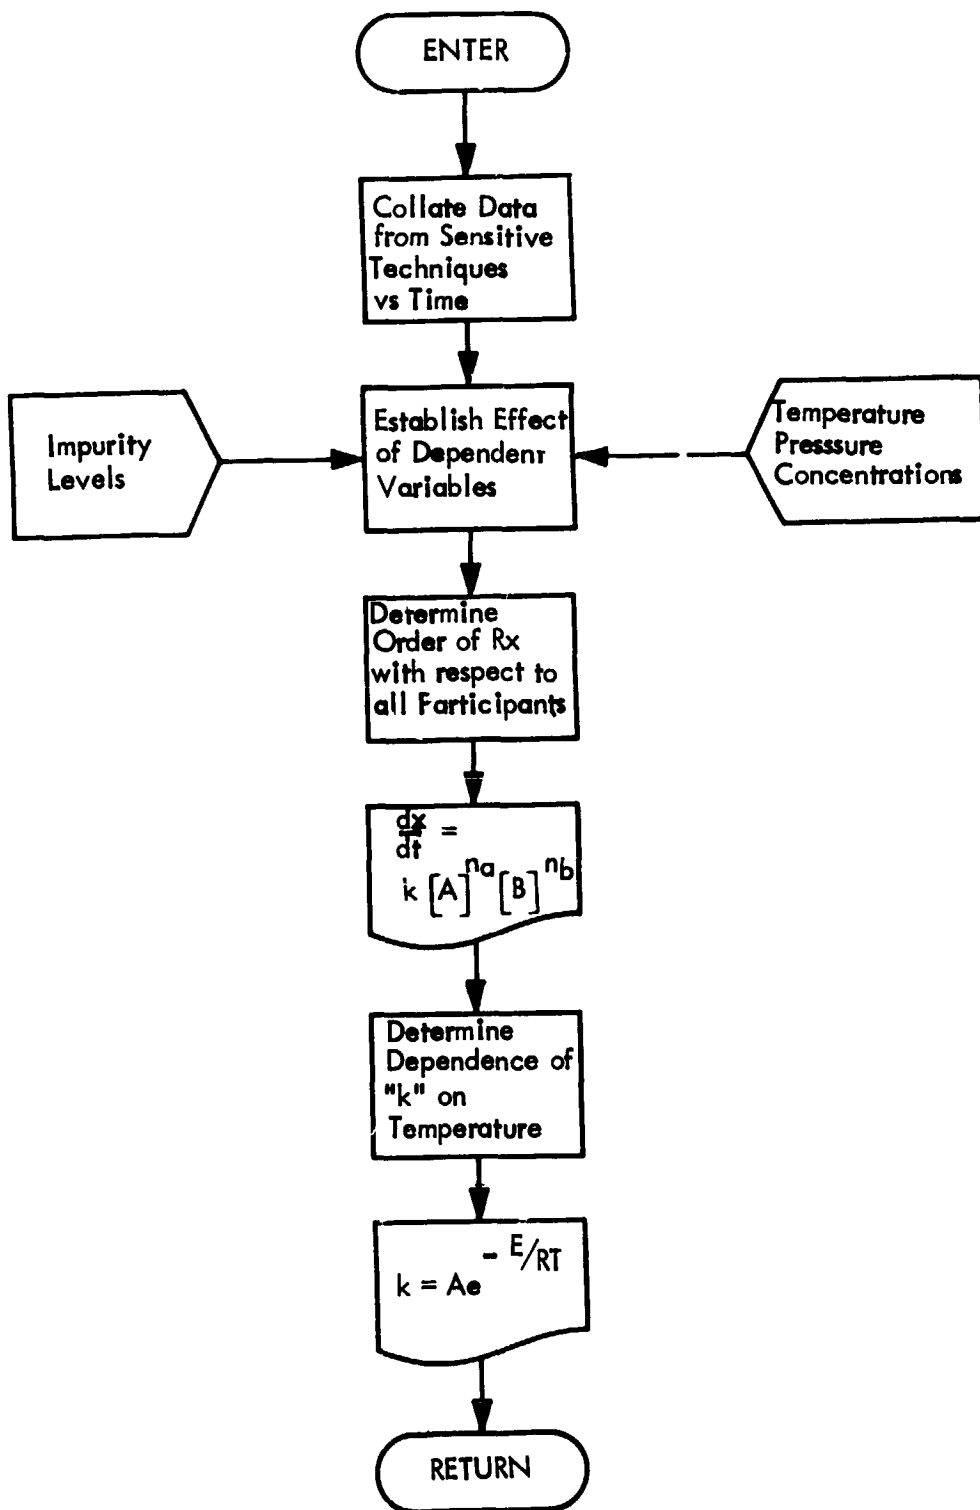 ENTER
Collate Data
from Sensitive
Techniques
vs Time
Impurity
Levels
Establish Effect
of Dependent
Variables
Temperature
Presssure
Concentrations
Determine
Order of Rx
with respect to
all Farticipants
dx
dt =
k [A]^na [B]^nb
Determine
Dependence of
"k" on
Temperature
k = Ae^- E/RT
RETURN